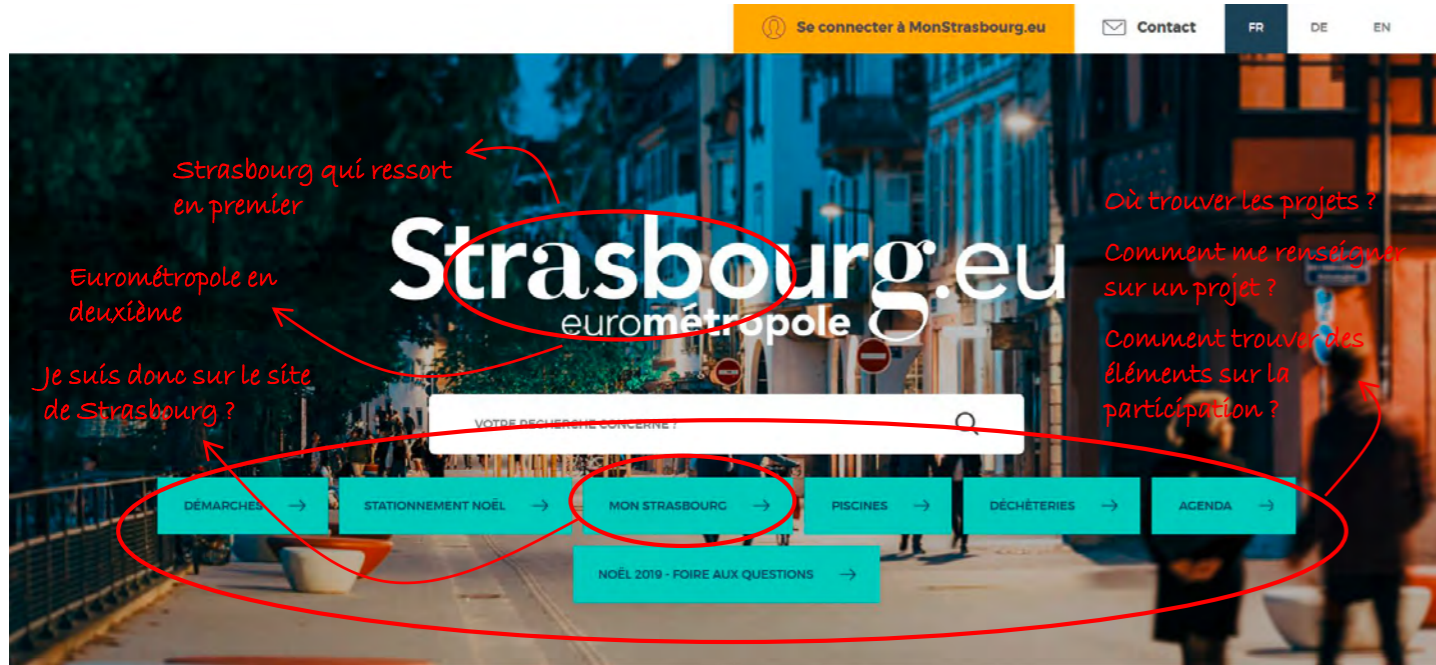 Se connecter à MonStrasbourg.eu
Contact
FR
DE
EN
Strasbourg qui ressort
en premier
Où trouver les projets ?
Comment me renseigner
sur un projet ?
Comment trouver des
éléments sur la
participation ?
Strasbourg.eu
eurométropole
Eurométropole en
deuxième
Je suis donc sur le site
de Strasbourg ?
VOTRE RECHERCHE CONCERNE ?
DÉMARCHES →
STATIONNEMENT NOËL →
MON STRASBOURG →
PISCINES →
DÉCHÈTERIES →
AGENDA →
NOËL 2019 - FOIRE AUX QUESTIONS →